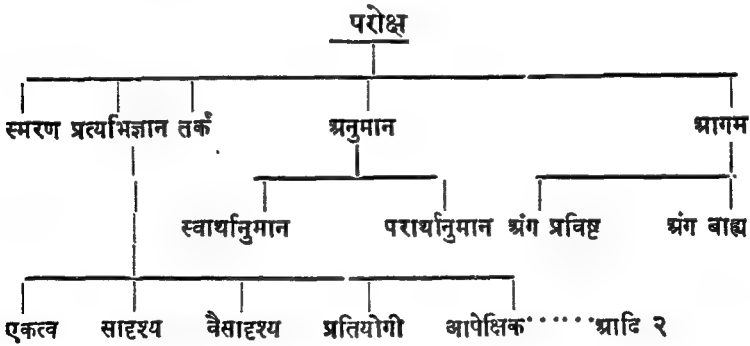 परोक्ष
स्मरण प्रत्यभिज्ञान तर्क अनुमान आगम
स्वार्थानुमान परार्थानुमान अंग प्रविष्ट अंग बाह्य
एकत्व सादृश्य वैसादृश्य प्रतियोगी आपेक्षिक······आदि २